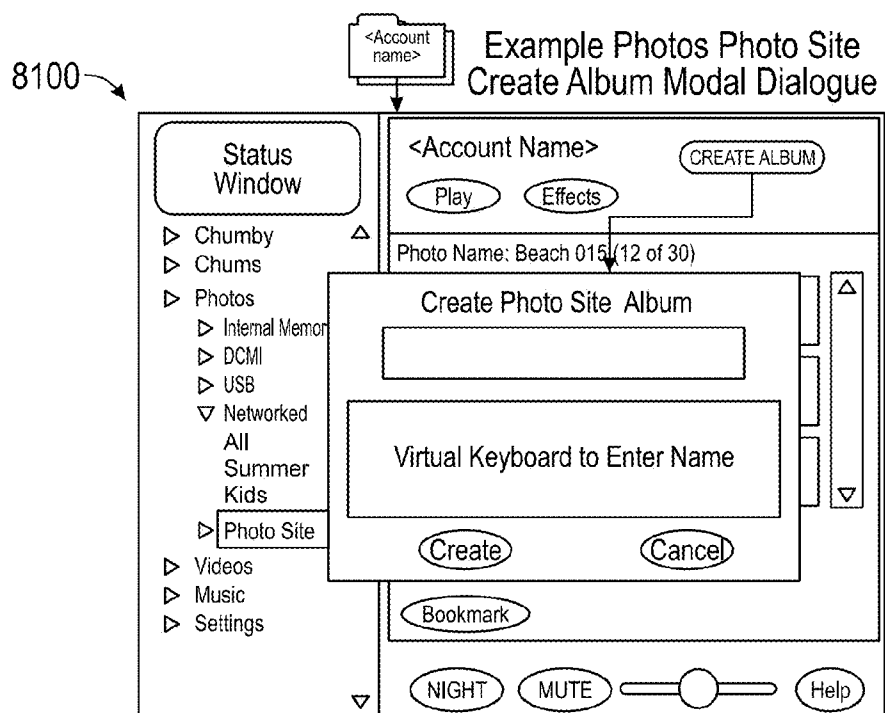 <Account
name>
Example Photos Photo Site
Create Album Modal Dialogue
8100
Status
Window
Chumby
Chums
Photos
Internal Memor
DCMI
USB
Networked
All
Summer
Kids
Photo Site
Videos
Music
Settings
<Account Name>
CREATE ALBUM
Play Effects
Photo Name: Beach 015 (12 of 30)
Create Photo Site Album
Virtual Keyboard to Enter Name
Create Cancel
Bookmark
NIGHT MUTE Help